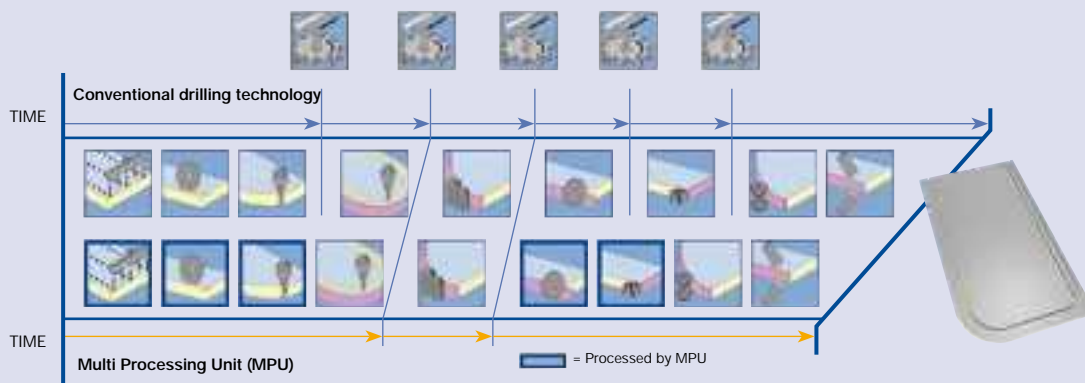 Conventional drilling technology
TIME
TIME
= Processed by MPU
Multi Processing Unit (MPU)